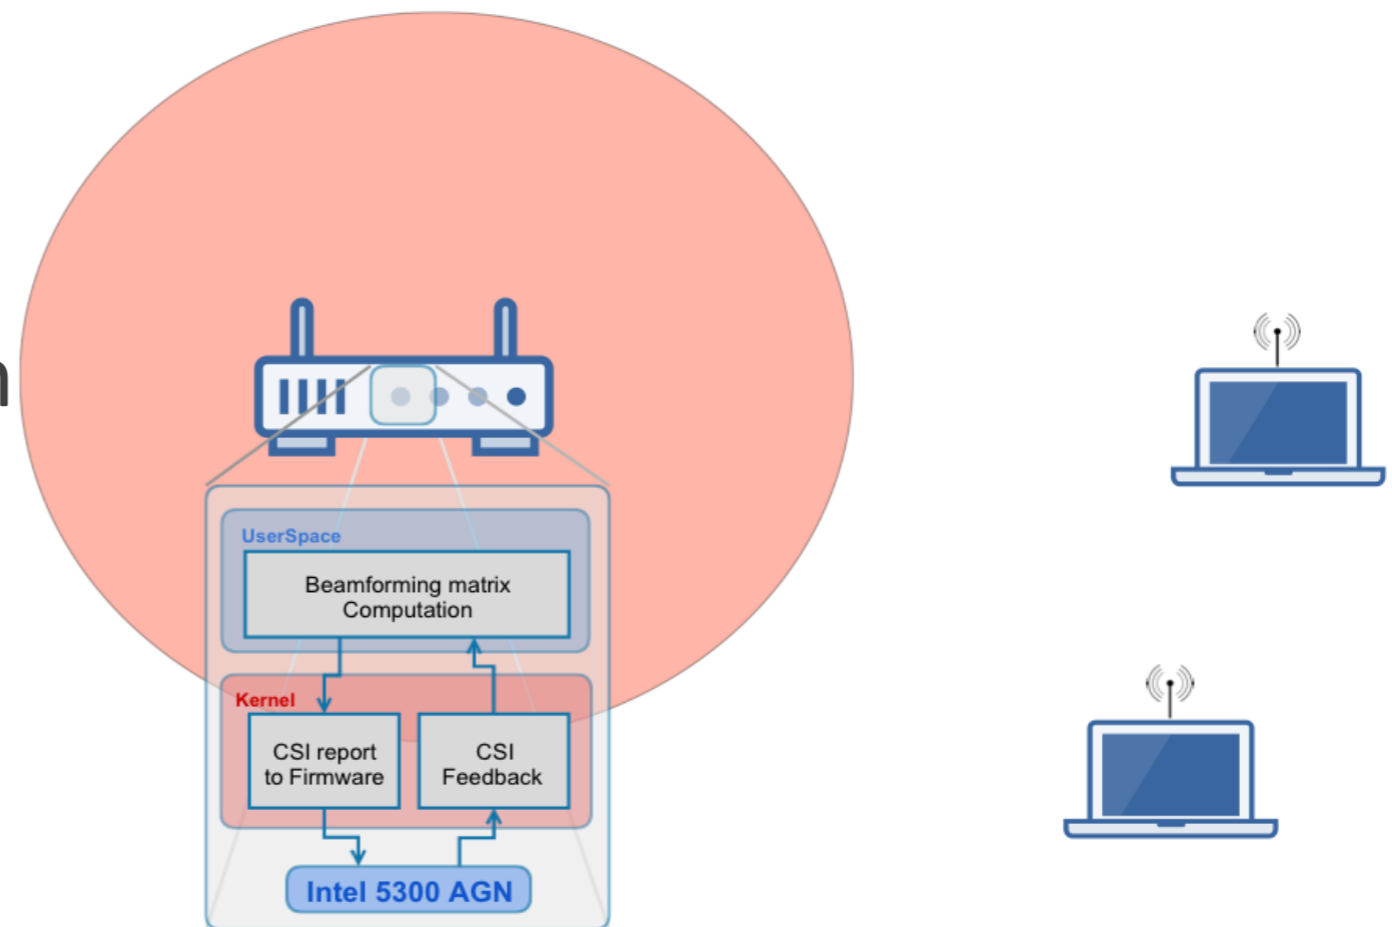 n
UserSpace
Beamforming matrix
Computation
Kernel
CSI report
to Firmware
CSI
Feedback
Intel 5300 AGN